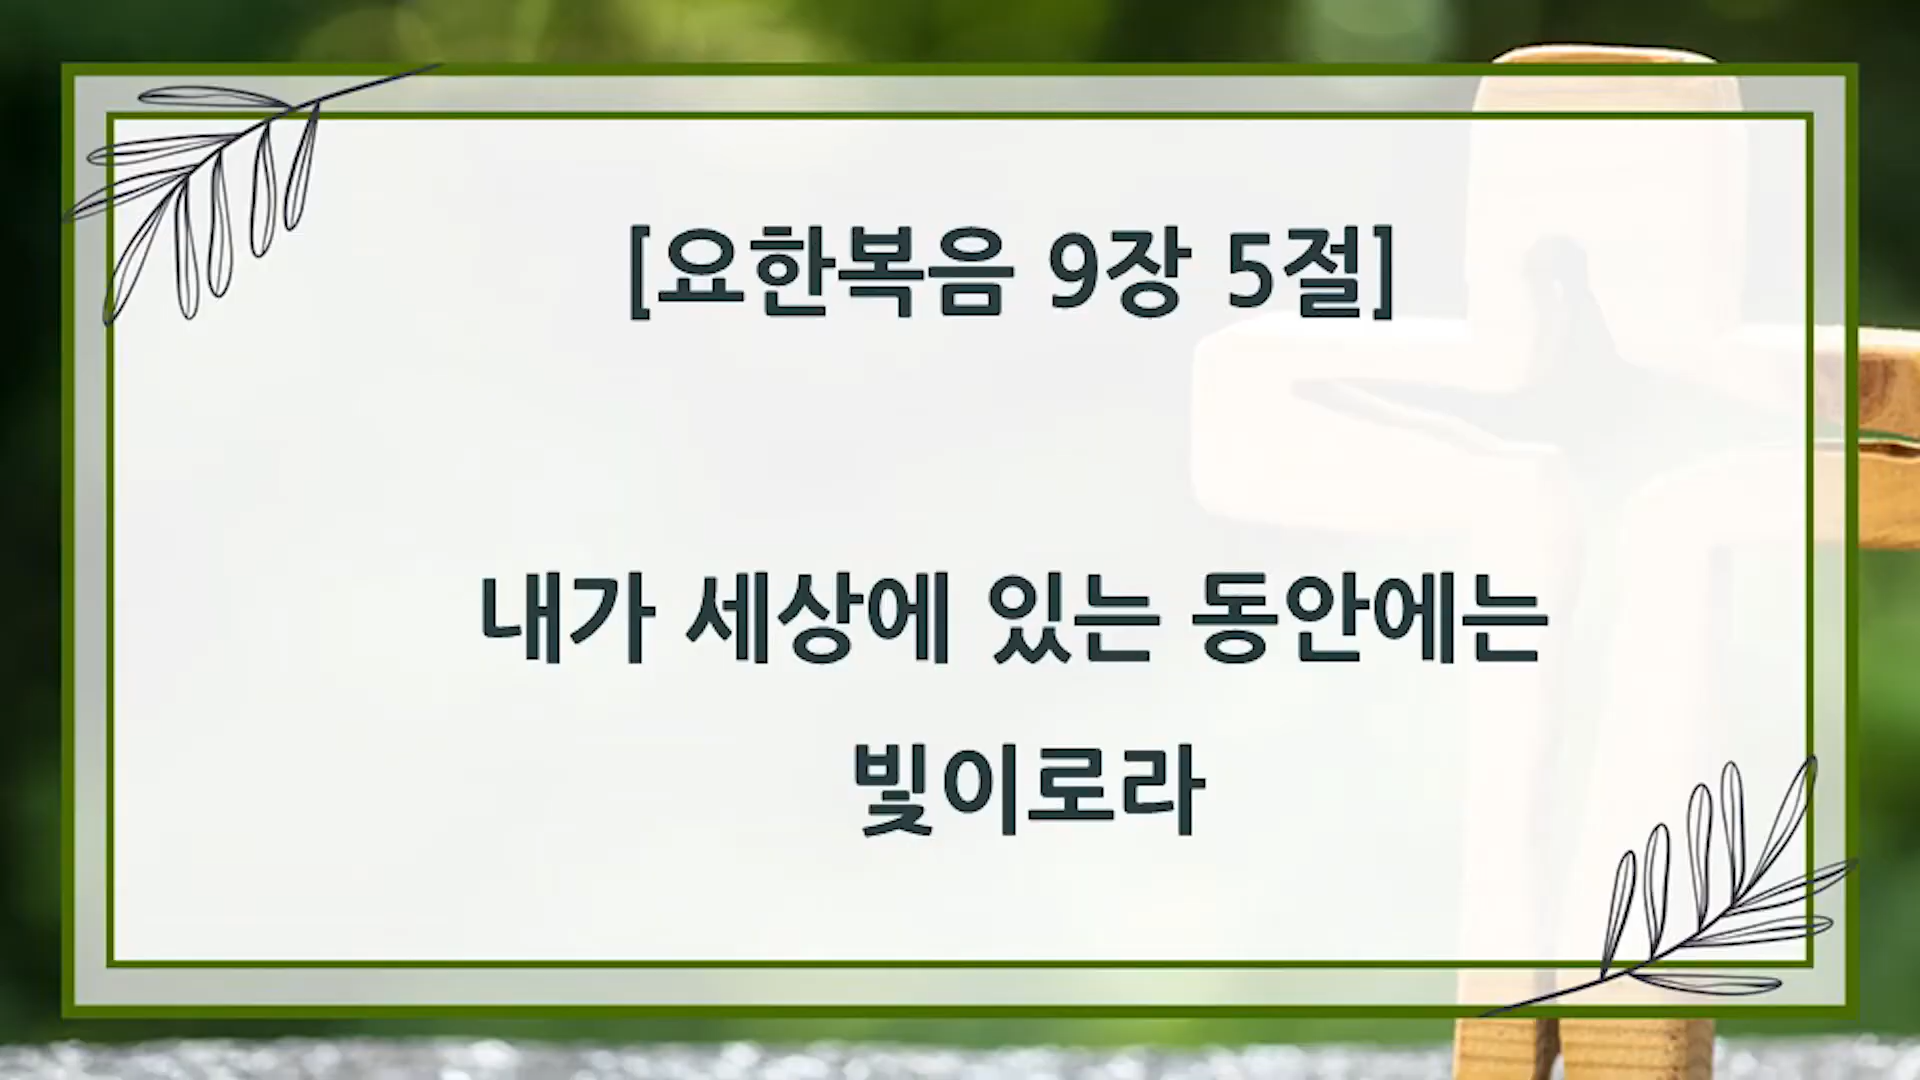 [요한복음 9장 5절]
내가 세상에 있는 동안에는
빛이로라